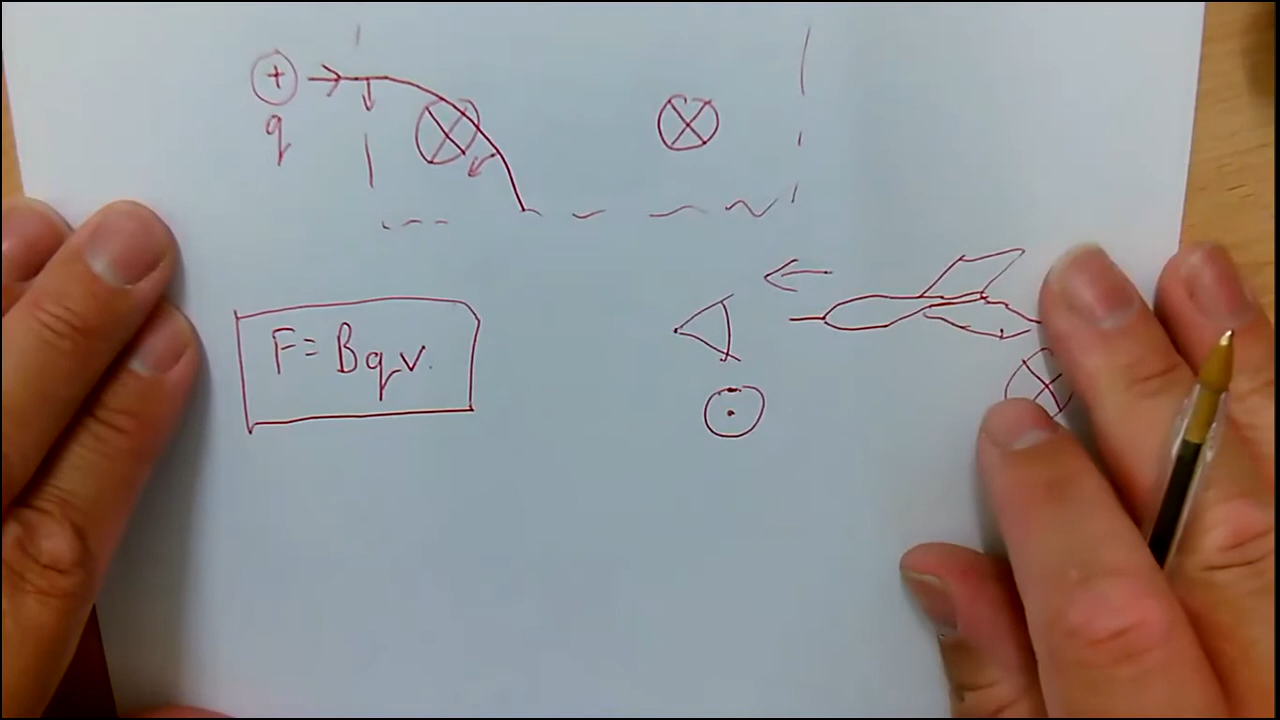 +
q
F = Bqv.